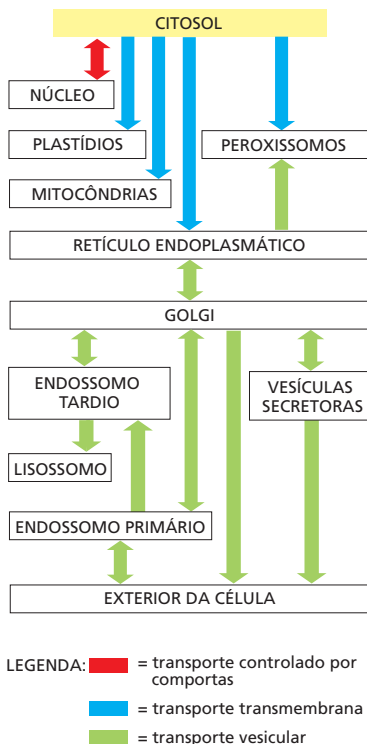 CITOSOL
NÚCLEO
PLASTÍDIOS
PEROXISSOMOS
MITOCÔNDRIAS
RETÍCULO ENDOPLASMÁTICO
GOLGI
ENDOSSOMO
TARDIO
VESÍCULAS
SECRETORAS
LISOSSOMO
ENDOSSOMO PRIMÁRIO
EXTERIOR DA CÉLULA
LEGENDA: = transporte controlado por
comportas
= transporte transmembrana
= transporte vesicular